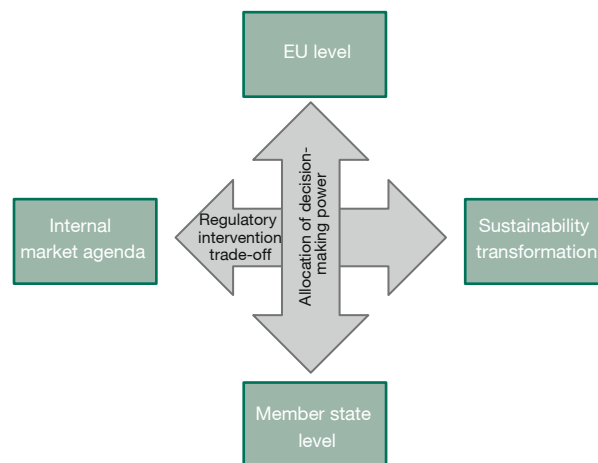 EU level
Internal
market agenda
Regulatory
intervention
trade-off
Allocation of decision-
making power
Sustainability
transformation
Member state
level